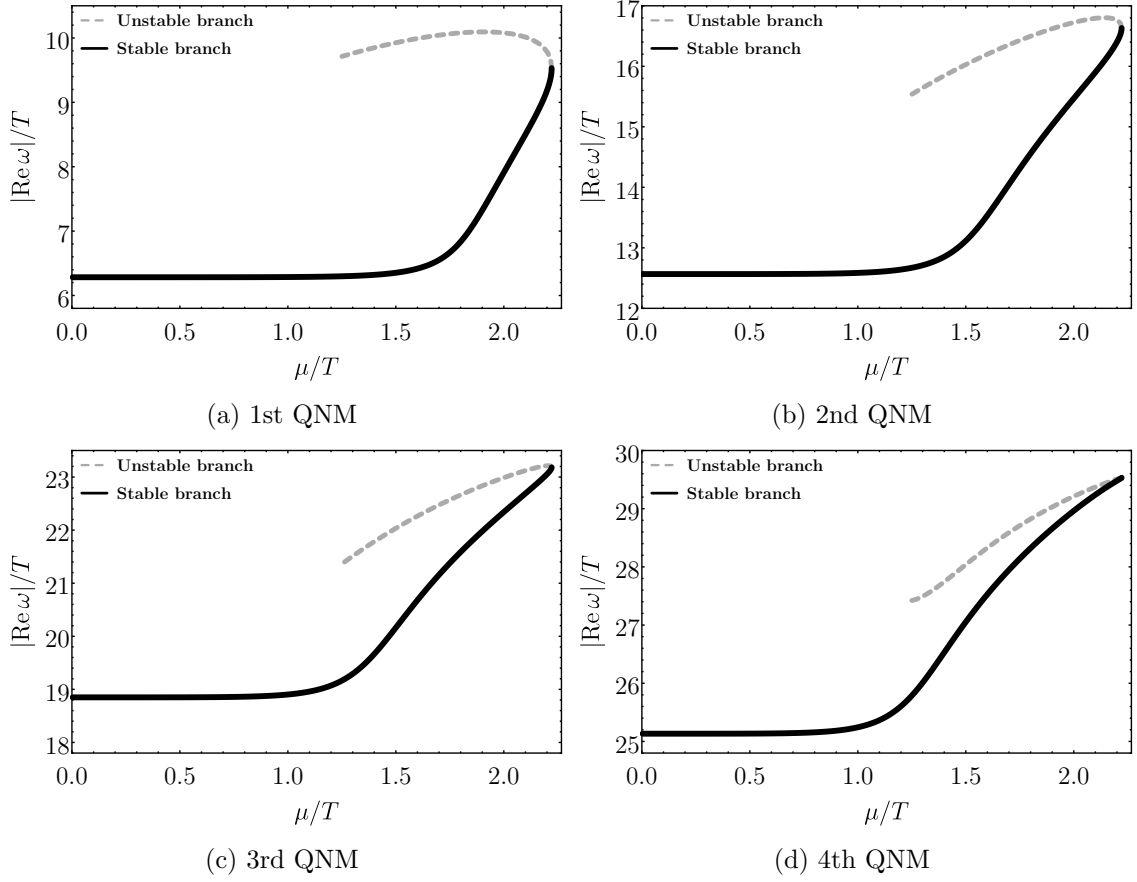 Unstable branch
Stable branch
|Re ω|/T
10
9
8
7
6
0.0 0.5 1.0 1.5 2.0
μ/T
(a) 1st QNM
Unstable branch
Stable branch
|Re ω|/T
17
16
15
14
13
12
0.0 0.5 1.0 1.5 2.0
μ/T
(b) 2nd QNM
Unstable branch
Stable branch
|Re ω|/T
23
22
21
20
19
18
0.0 0.5 1.0 1.5 2.0
μ/T
(c) 3rd QNM
Unstable branch
Stable branch
|Re ω|/T
30
29
28
27
26
25
0.0 0.5 1.0 1.5 2.0
μ/T
(d) 4th QNM